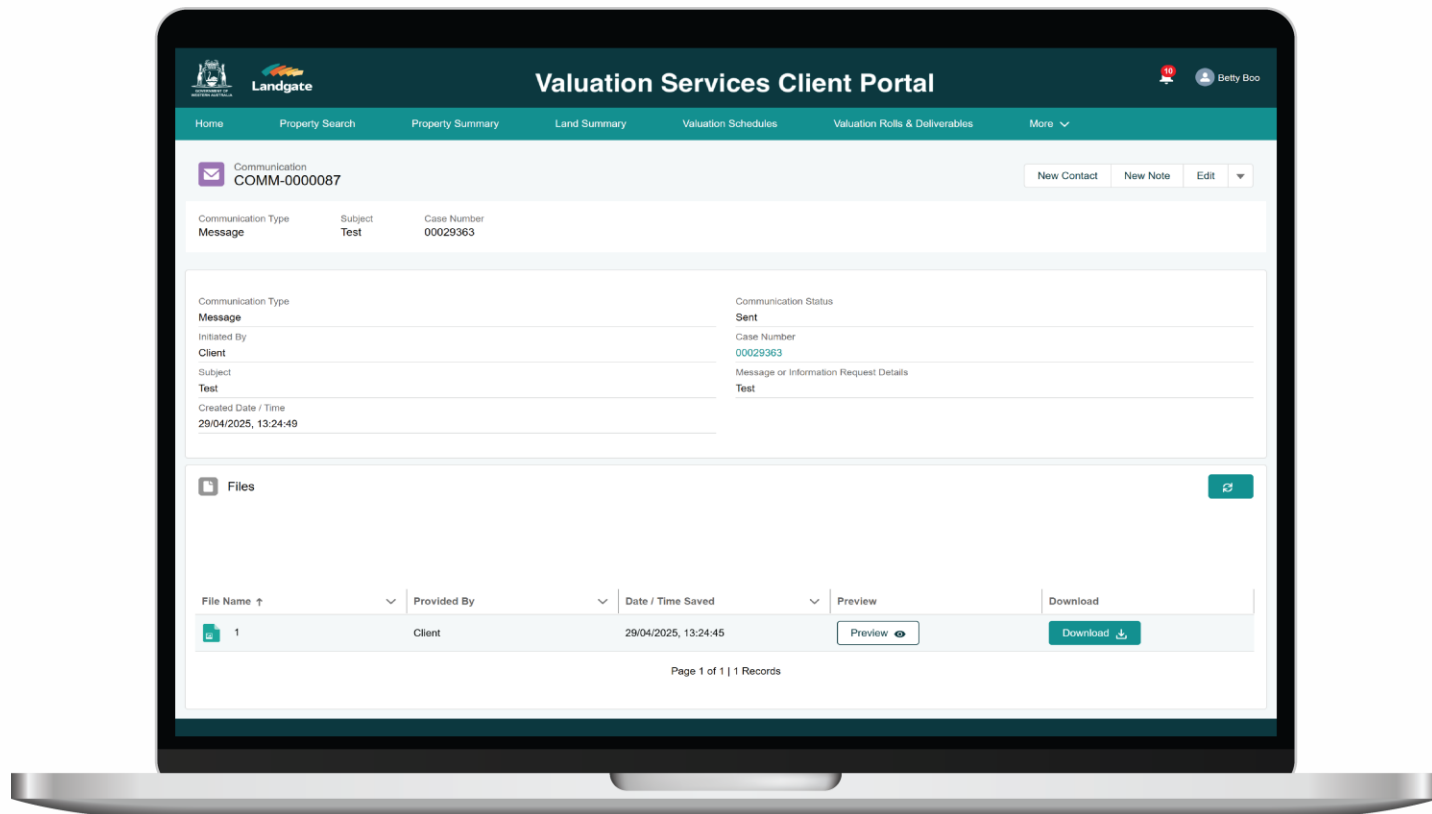 GOVERNMENT OF
WESTERN AUSTRALIA
Landgate
Valuation Services Client Portal
10
Betty Boo
Home Property Search Property Summary Land Summary Valuation Schedules Valuation Rolls & Deliverables More
Communication
COMM-0000087
New Contact New Note Edit
Communication Type Subject Case Number
Message Test 00029363
Communication Type Communication Status
Message Sent
Initiated By Case Number
Client 00029363
Subject Message or Information Request Details
Test Test
Created Date / Time
29/04/2025, 13:24:49
Files
File Name Provided By Date / Time Saved Preview Download
1 Client 29/04/2025, 13:24:45 Preview Download
Page 1 of 1 | 1 Records